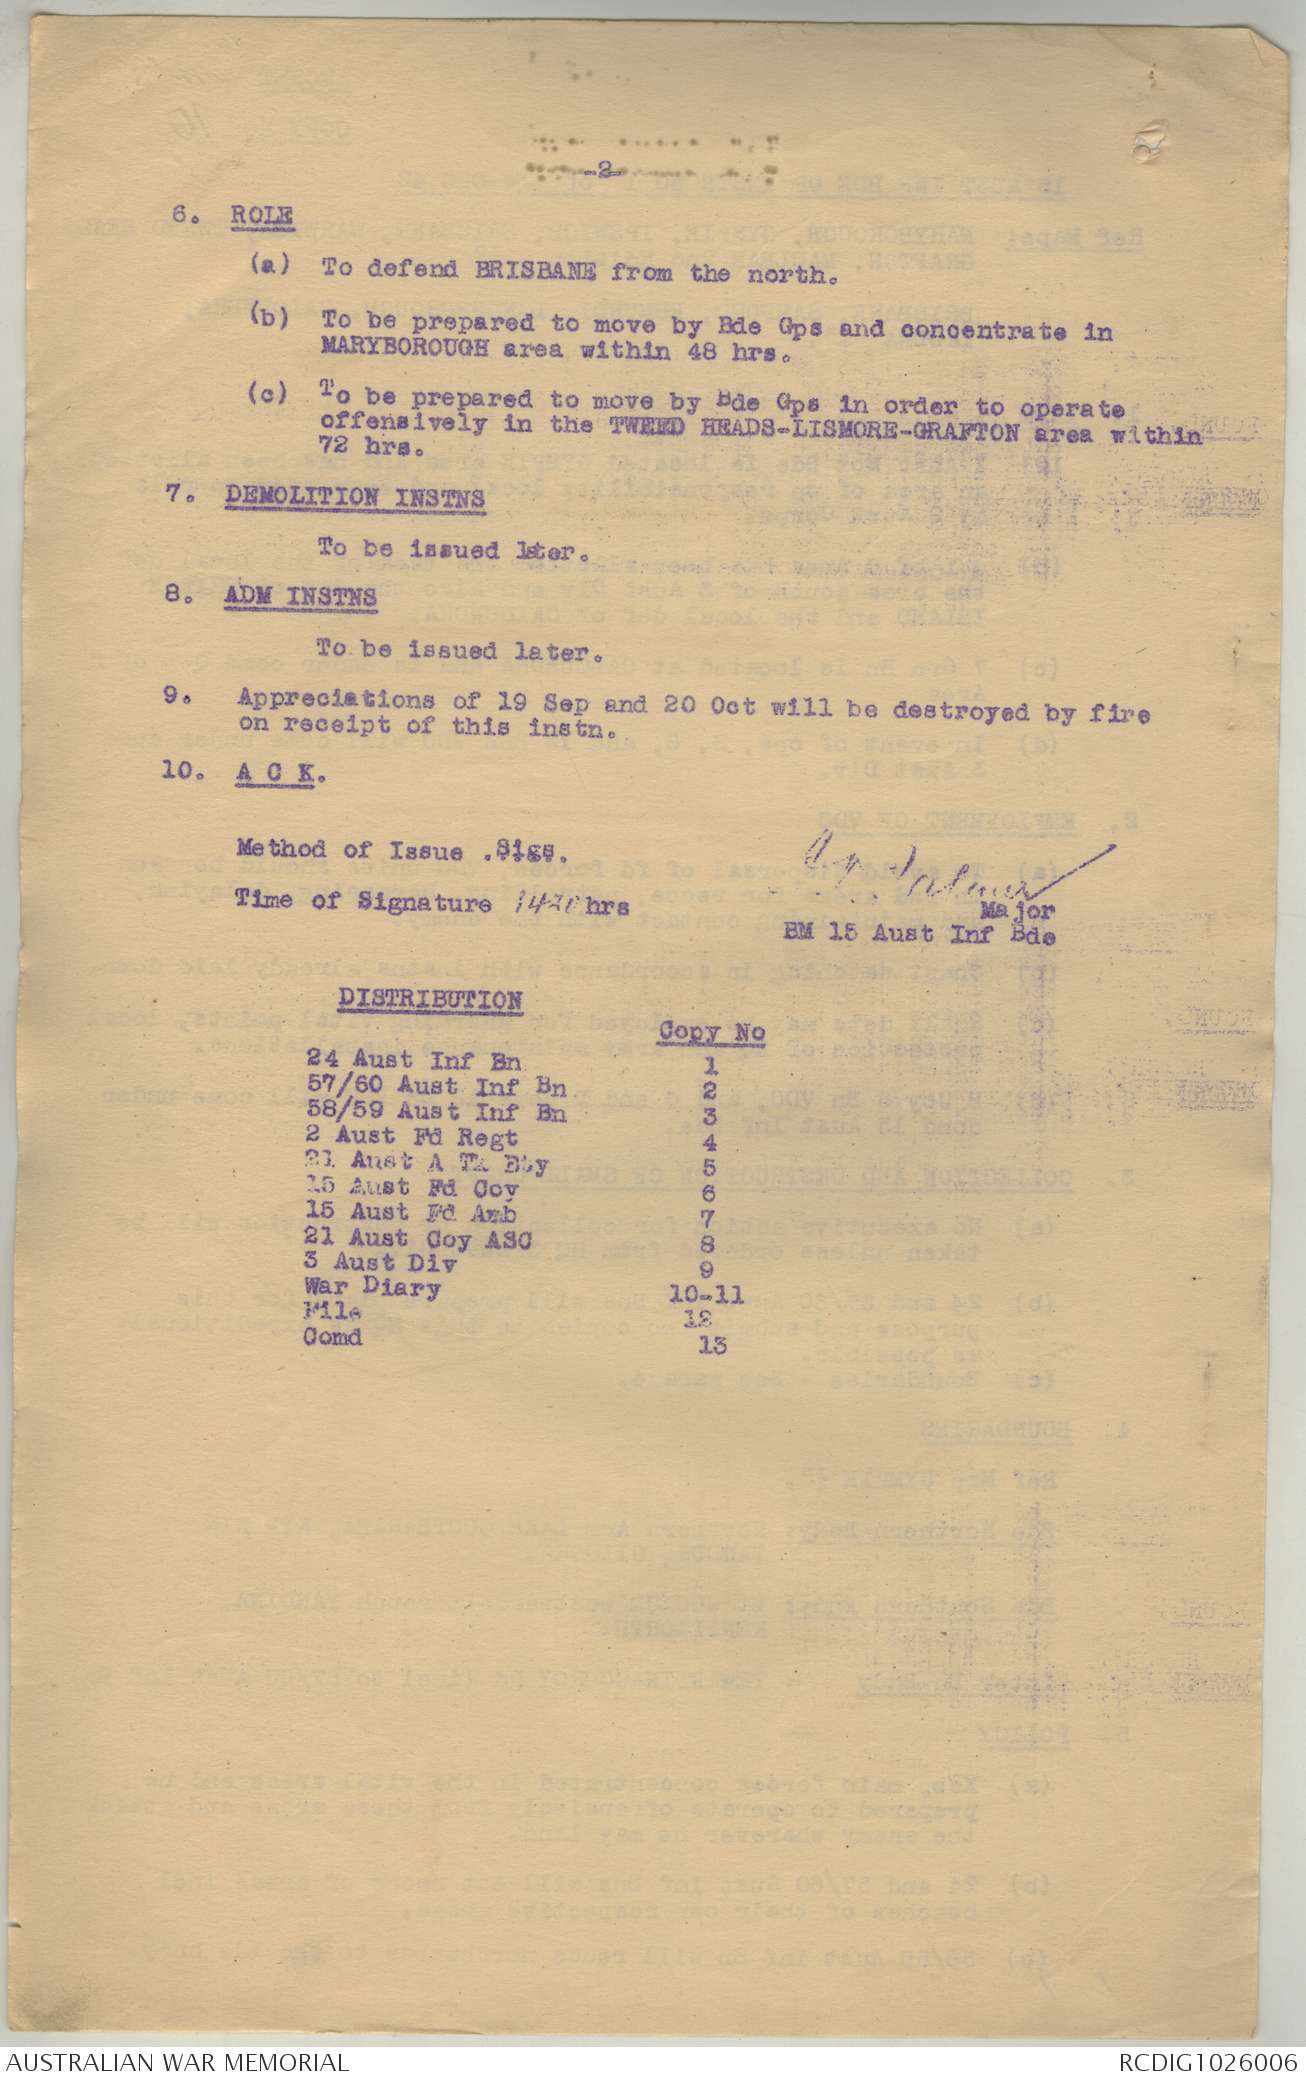 -2-
6. ROLE
(a) To defend BRISBANE from the north.
(b) To be prepared to move by Bde Gps and concentrate in
MARYBOROUGH area within 48 hrs.
(c) To be prepared to move by Bde Gps in order to operate
offensively in the TWEED HEADS-LISMORE-GRAFTON area within
72 hrs.
7. DEMOLITION INSTNS
To be issued later.
8. ADM INSTNS
To be issued later.
9. Appreciations of 19 Sep and 20 Oct will be destroyed by fire
on receipt of this instn.
10. A C K.
Method of Issue .Sigs.
Time of Signature 1420 hrs
Major
BM 15 Aust Inf Bde
DISTRIBUTION
Copy No
24 Aust Inf Bn 1
57/60 Aust Inf Bn 2
58/59 Aust Inf Bn 3
2 Aust Fd Regt 4
21 Aust A Tk Bty 5
15 Aust Fd Coy 6
15 Aust Fd Amb 7
21 Aust Coy ASC 8
3 Aust Div 9
War Diary 10-11
File 12
Comd 13
AUSTRALIAN WAR MEMORIAL
RCDIG1026006